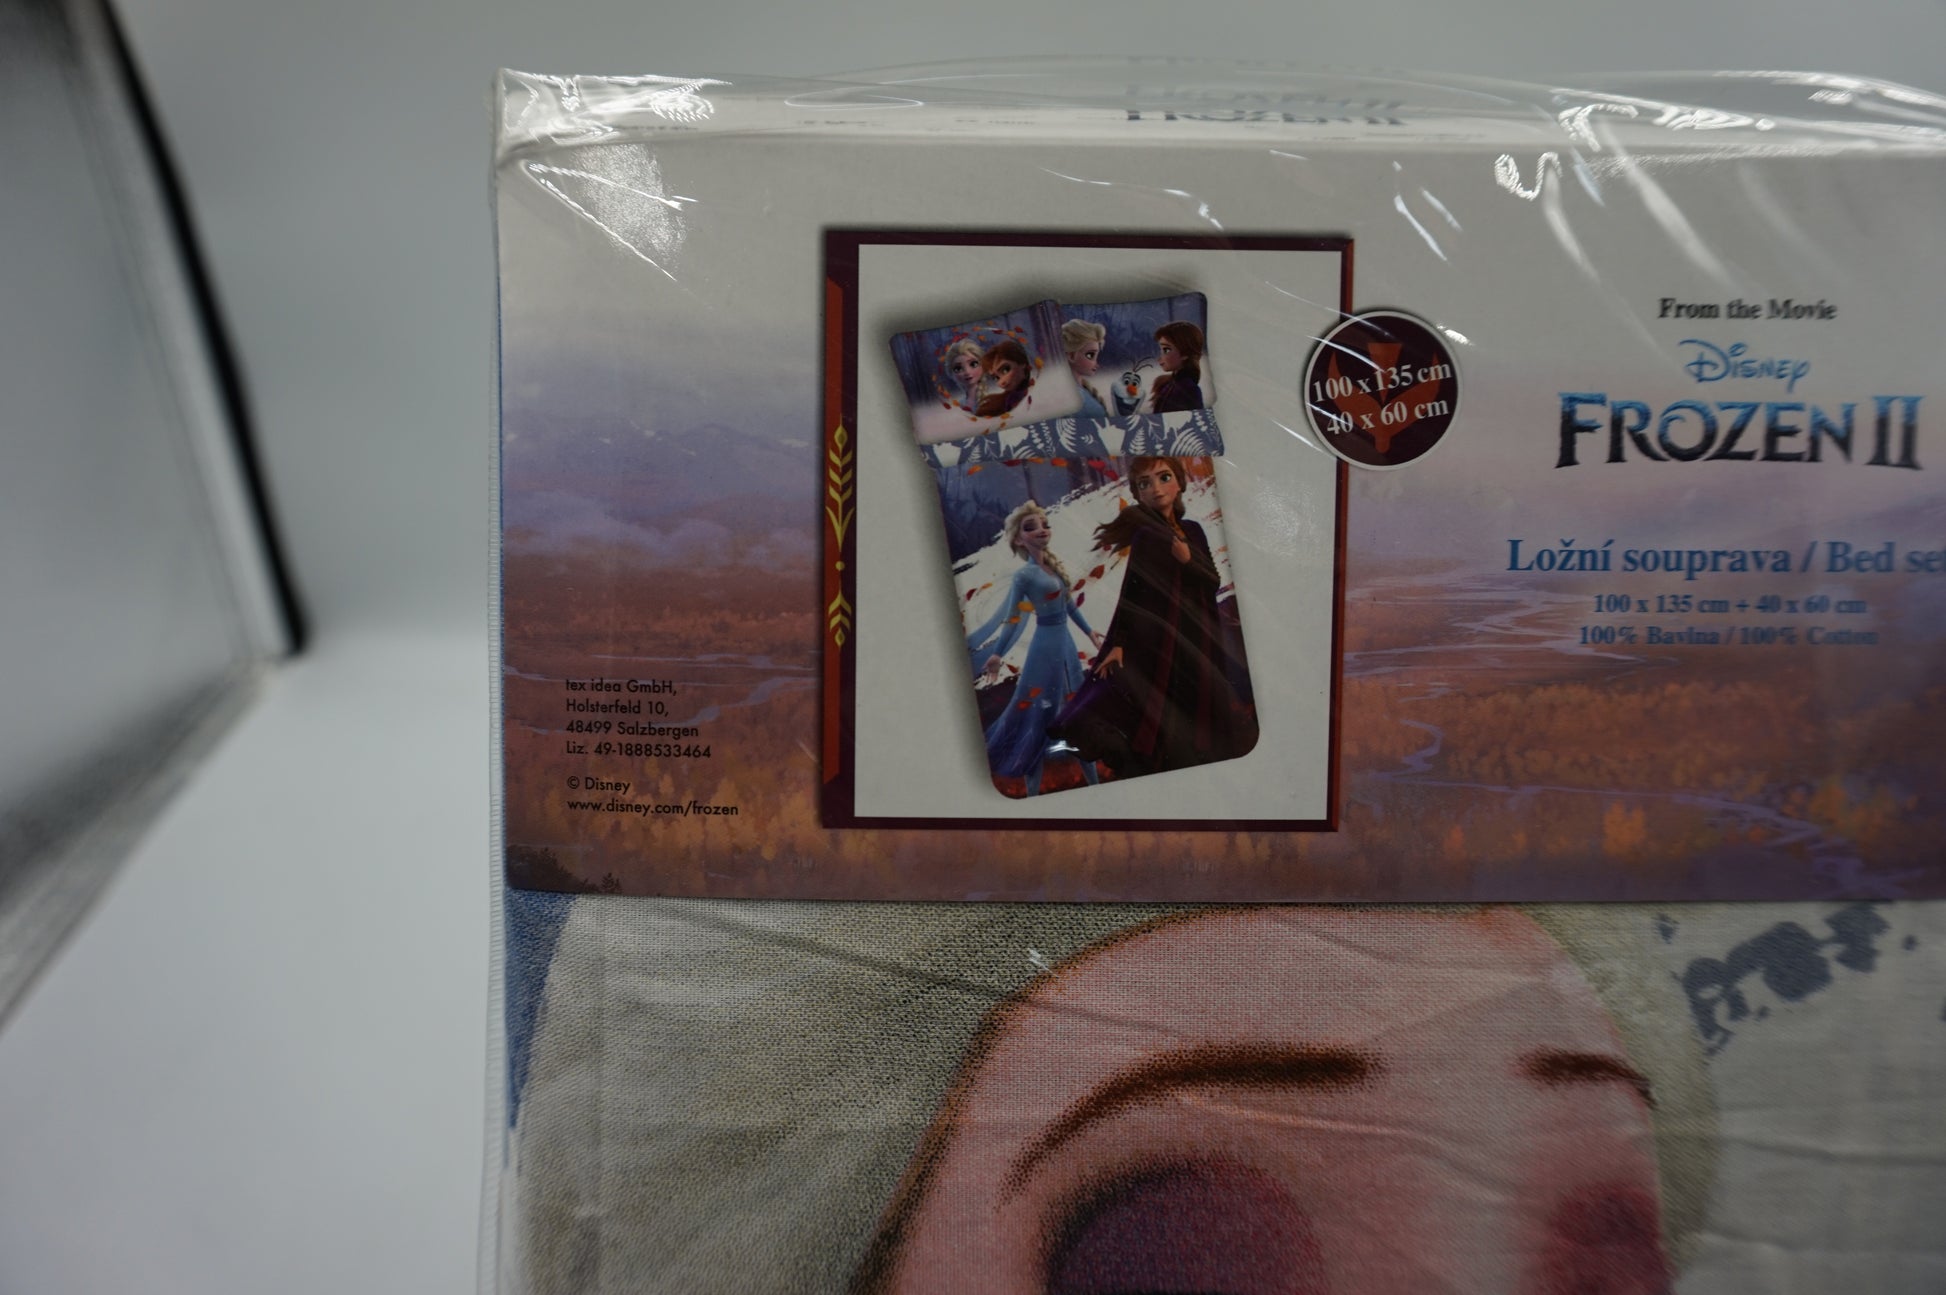 FROZEN II
From the Movie
Disney
FROZEN II
100 x 135 cm
40 x 60 cm
Ložní souprava / Bed set
100 x 135 cm + 40 x 60 cm
100% Bavlna / 100% Cotton
tex idea GmbH,
Holsterfeld 10,
48499 Salzbergen
Liz. 49-1888533464
© Disney
www.disney.com/frozen